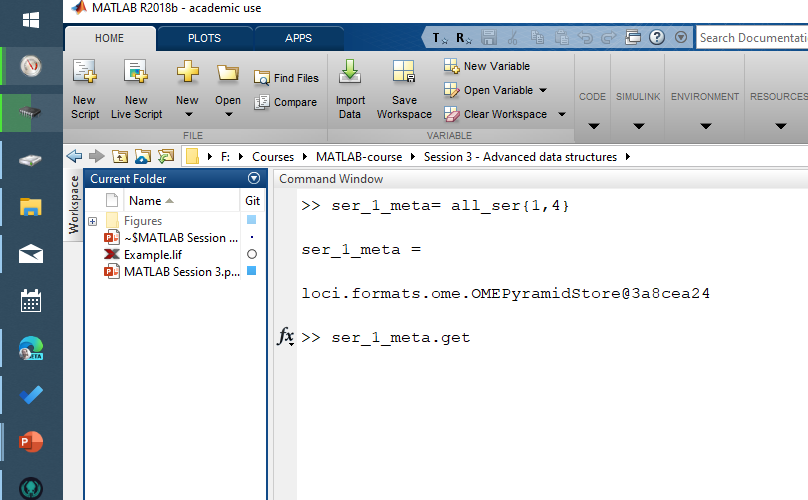 MATLAB R2018b - academic use
HOME PLOTS APPS
Search Documentati
New Script
New Live Script
New
Open
Find Files
Compare
Import Data
Save Workspace
New Variable
Open Variable
Clear Workspace
CODE SIMULINK ENVIRONMENT RESOURCES
FILE VARIABLE
F: Courses MATLAB-course Session 3 - Advanced data structures
Workspace
Current Folder
Name Git
Figures
~$MATLAB Session ...
Example.lif
MATLAB Session 3.p...
Command Window
>> ser_1_meta= all_ser{1,4}
ser_1_meta =
loci.formats.ome.OMEPyramidStore@3a8cea24
fx >> ser_1_meta.get